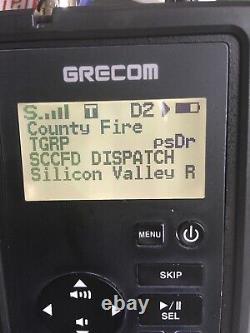 GRECOM
S T D2
County Fire
TGRP psDr
SCCFD DISPATCH
Silicon Valley R
MENU
SKIP
SEL